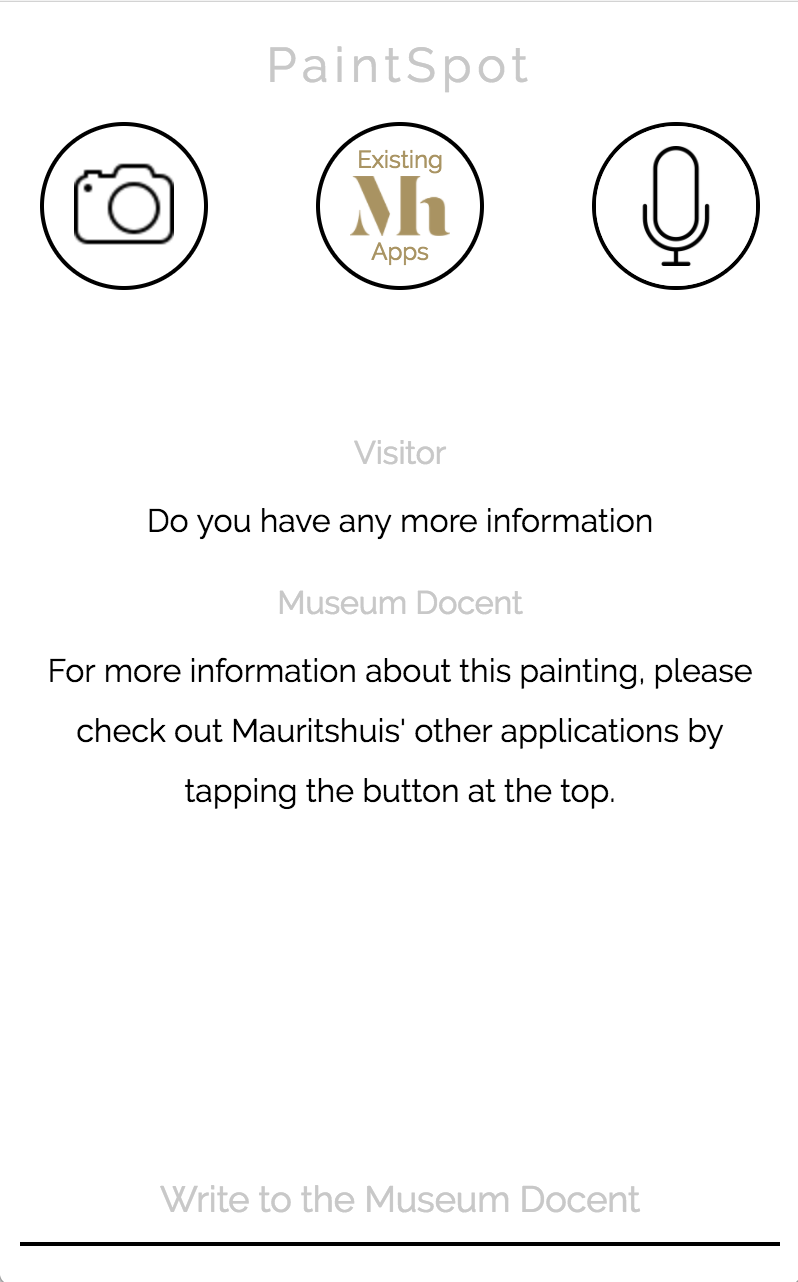 PaintSpot
Existing
Mh
Apps
Visitor
Do you have any more information
Museum Docent
For more information about this painting, please
check out Mauritshuis' other applications by
tapping the button at the top.
Write to the Museum Docent